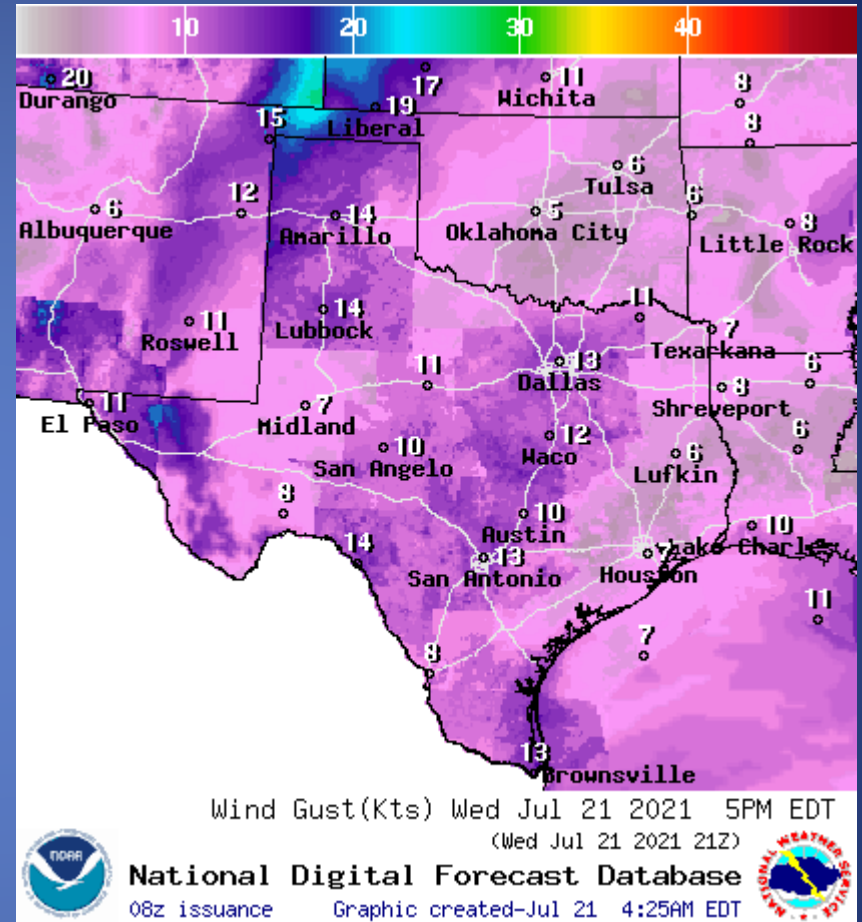 10 20 30 40
20 17 11 8
Durango Wichita
19
Liberal
15 8
6
Tulsa
6 12 14 5 6 8
Albuquerque Amarillo Oklahoma City Little Rock
11 14 11 7
Roswell Lubbock Texarkana
13
Dallas
11 7 11 8 6
El Paso Midland Shreveport
10 12 6 6
San Angelo Waco Lufkin
8 10 10
Austin
14 13 Lake Charles
San Antonio Houston
11
8 7
13
Brownsville
Wind Gust(Kts) Wed Jul 21 2021 5PM EDT
(Wed Jul 21 2021 21Z)
National Digital Forecast Database
08z issuance Graphic created-Jul 21 4:25AM EDT
NOAA
NATIONAL WEATHER SERVICE